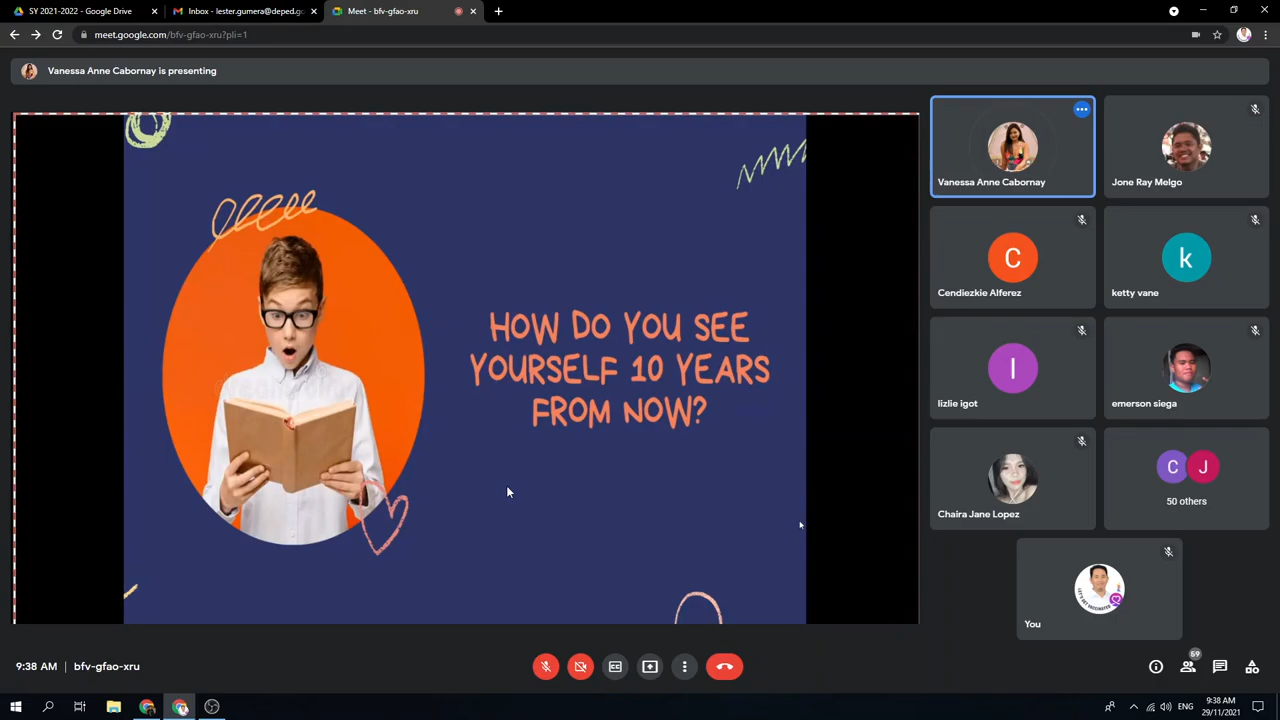 SY 2021-2022 - Google Drive
Inbox - lester.gumera@deped.go
Meet - bfv-gfao-xru
meet.google.com/bfv-gfao-xru?pli=1
Vanessa Anne Cabornay is presenting
HOW DO YOU SEE
YOURSELF 10 YEARS
FROM NOW?
Vanessa Anne Cabornay
Jone Ray Melgo
C
Cendiezkie Alferez
k
ketty vane
l
lizlie igot
emerson siega
Chaira Jane Lopez
C J
50 others
You
9:38 AM | bfv-gfao-xru
59
ENG
9:38 AM
29/11/2021